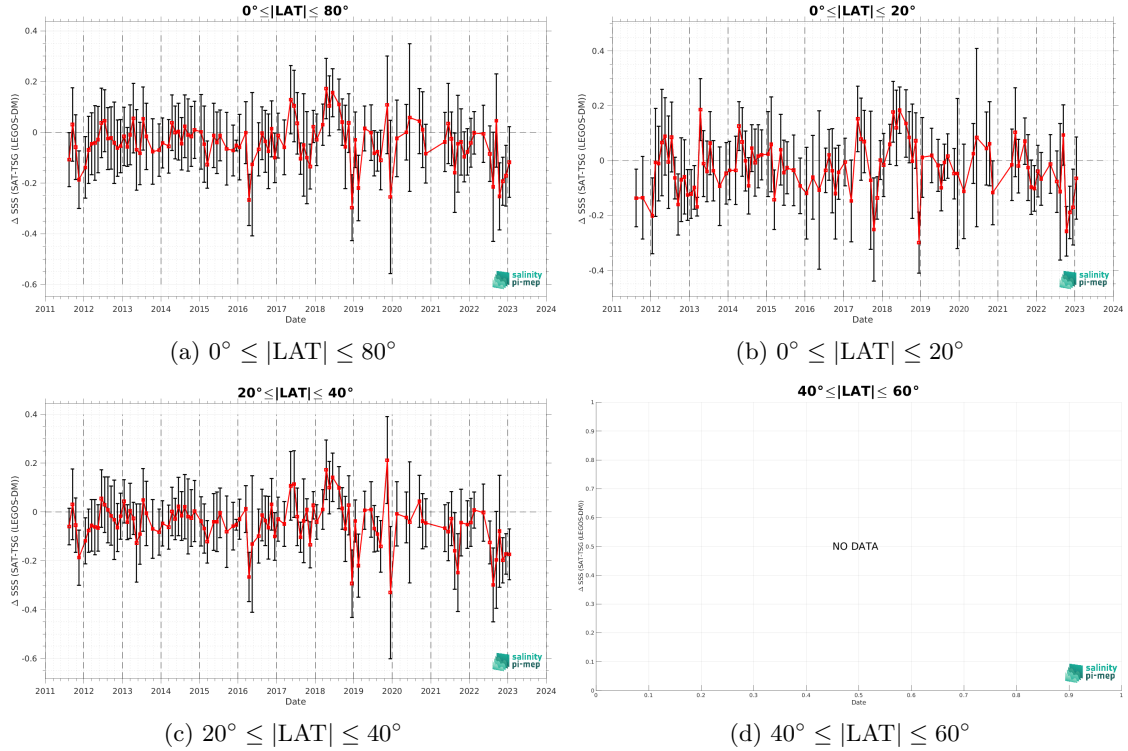 0°≤|LAT|≤ 80°
Δ SSS (SAT-TSG (LEGOS-DM))
0.4
0.2
0
-0.2
-0.4
-0.6
2011 2012 2013 2014 2015 2016 2017 2018 2019 2020 2021 2022 2023 2024
Date
salinity
pi-mep
(a) 0° ≤ |LAT| ≤ 80°
0°≤|LAT|≤ 20°
Δ SSS (SAT-TSG (LEGOS-DM))
0.4
0.2
0
-0.2
-0.4
2011 2012 2013 2014 2015 2016 2017 2018 2019 2020 2021 2022 2023 2024
Date
salinity
pi-mep
(b) 0° ≤ |LAT| ≤ 20°
20°≤|LAT|≤ 40°
Δ SSS (SAT-TSG (LEGOS-DM))
0.4
0.2
0
-0.2
-0.4
-0.6
2011 2012 2013 2014 2015 2016 2017 2018 2019 2020 2021 2022 2023 2024
Date
salinity
pi-mep
(c) 20° ≤ |LAT| ≤ 40°
40°≤|LAT|≤ 60°
Δ SSS (SAT-TSG (LEGOS-DM))
1
0.9
0.8
0.7
0.6
0.5
0.4
0.3
0.2
0.1
0
NO DATA
0 0.1 0.2 0.3 0.4 0.5 0.6 0.7 0.8 0.9 1
Date
salinity
pi-mep
(d) 40° ≤ |LAT| ≤ 60°